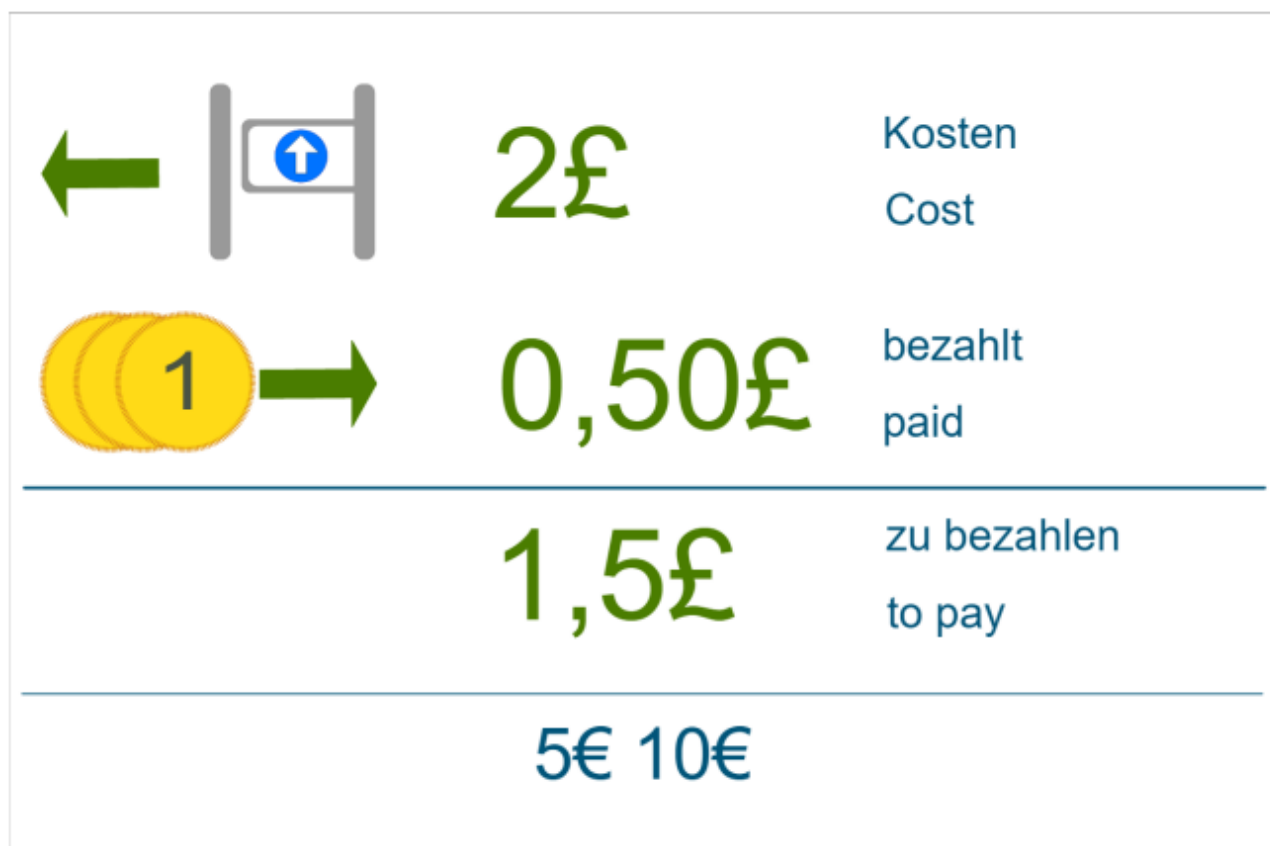 2£ Kosten
Cost
1 0,50£ bezahlt
paid
1,5£ zu bezahlen
to pay
5€ 10€